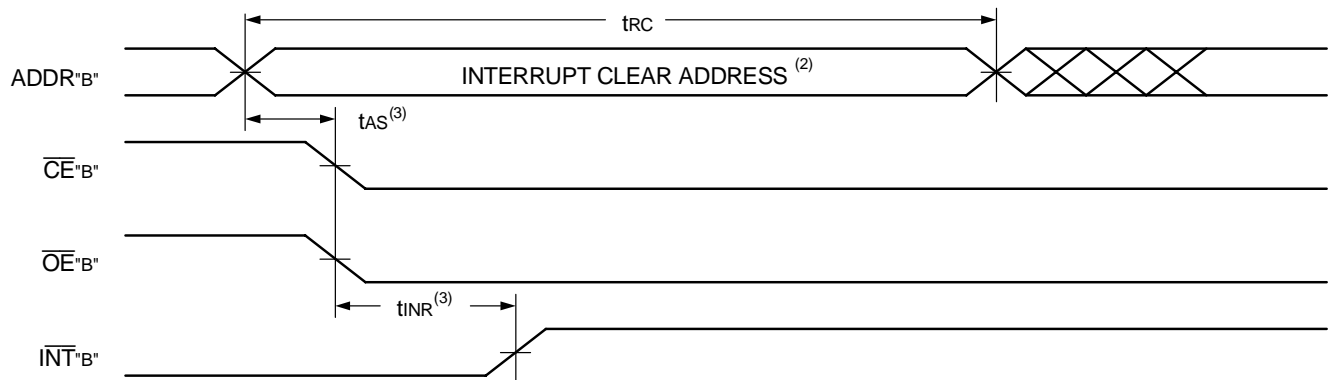 tRC
ADDR"B"
INTERRUPT CLEAR ADDRESS (2)
tAS(3)
CE"B"
OE"B"
tINR(3)
INT"B"